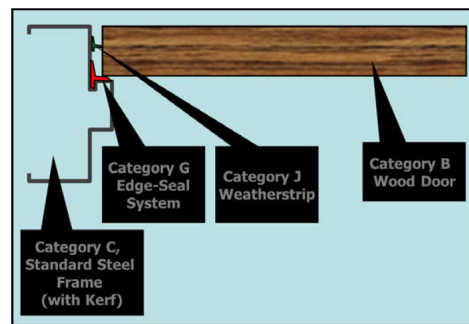 Category G
Edge-Seal
System
Category J
Weatherstrip
Category B
Wood Door
Category C,
Standard Steel
Frame
(with Kerf)